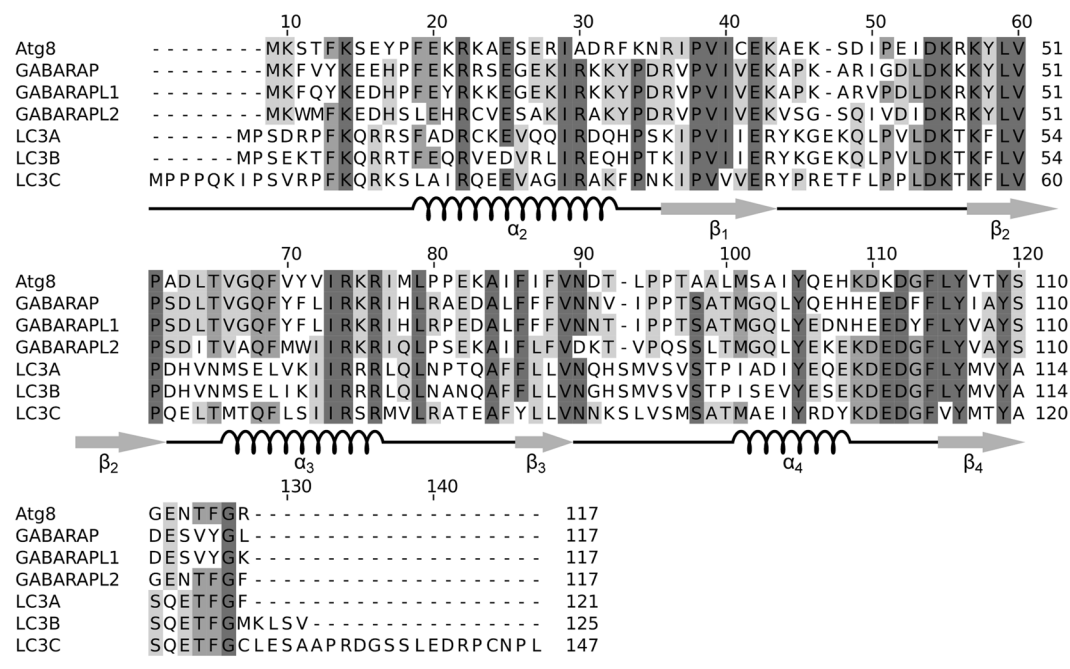 10 20 30 40 50 60
Atg8 --------MKSTFKSEYPFEKRKAESERIADRFKNRIPVICEKAEK-SDIPEIDKRKYLV 51
GABARAP --------MKFVYKEEHPFEKRRSEGEKIRKKYPDRVPVIVEKAPK-ARIGDLDKKKYLV 51
GABARAPL1 --------MKFQYKEDHPFEYRKKEGEKIRKKYPDRVPVIVEKAPK-ARVPDLDKRKYLV 51
GABARAPL2 --------MKWMFKEDHSLEHRCVESAKIRAKYPDRVPVIVEKVSG-SQIVDIDKRKYLV 51
LC3A ------MPSDRPFKQRRSFADRCKEVQQIRDQHPSKIPVIIERYKGEKQLPVLDKTKFLV 54
LC3B ------MPSEKTFKQRRTFEQRVEDVRLIREQHPTKIPVIIERYKGEKQLPVLDKTKFLV 54
LC3C MPPPQKIPSVRPFKQRKSLAIRQEEVAGIRAKFPNKIPVVVERYPRETFLPPLDKTKFLV 60
α2 β1 β2
70 80 90 100 110 120
Atg8 PADLTVGQFVYVIRKRIMLPPEKAIFIFVNDT-LPPTAALMSAIYQEHKDKDGFLYVTYS 110
GABARAP PSDLTVGQFYFLIRKRIHLRAEDALFFFVNNV-IPPTSATMGQLYQEHHEEDFFLYIAYS 110
GABARAPL1 PSDLTVGQFYFLIRKRIHLRPEDALFFFVNNT-IPPTSATMGQLYEDNHEEDYFLYVAYS 110
GABARAPL2 PSDITVAQFMWIIRKRIQLPSEKAIFLFVDKT-VPQSSLTMGQLYEKEKDEDGFLYVAYS 110
LC3A PDHVNMSELVKIIRRRLQLNPTQAFFLLVNQHSMVSVSTPIADIYEQEKDEDGFLYMVYA 114
LC3B PDHVNMSELIKIIRRRLQLNANQAFFLLVNGHSMVSVSTPISEVYESEKDEDGFLYMVYA 114
LC3C PQELTMTQFLSIIRSRMVLRATEAFYLLVNNKSLVSMSATMAEIYRDYKDEDGFVYMTYA 120
β2 α3 β3 α4 β4
130 140
Atg8 GENTFGR-------------------- 117
GABARAP DESVYGL-------------------- 117
GABARAPL1 DESVYGK-------------------- 117
GABARAPL2 GENTFGF-------------------- 117
LC3A SQETFGF-------------------- 121
LC3B SQETFGMKLSV---------------- 125
LC3C SQETFGCLESAAPRDGSSLEDRPCNPL 147